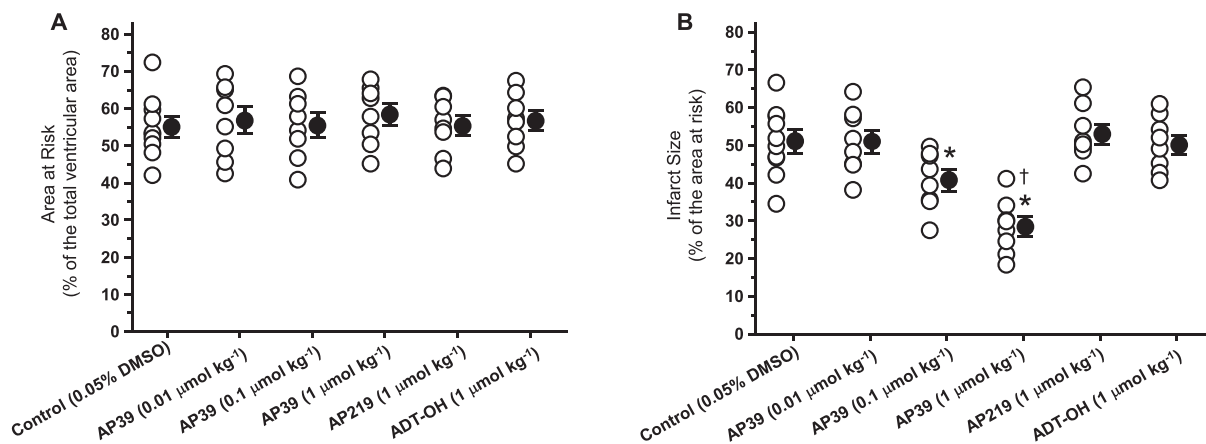 A
Area at Risk
(% of the total ventricular area)
80
70
60
50
40
30
20
10
0
Control (0.05% DMSO)
AP39 (0.01 μmol kg⁻¹)
AP39 (0.1 μmol kg⁻¹)
AP39 (1 μmol kg⁻¹)
AP219 (1 μmol kg⁻¹)
ADT-OH (1 μmol kg⁻¹)
B
Infarct Size
(% of the area at risk)
80
70
60
50
40
30
20
10
0
*
†
*
Control (0.05% DMSO)
AP39 (0.01 μmol kg⁻¹)
AP39 (0.1 μmol kg⁻¹)
AP39 (1 μmol kg⁻¹)
AP219 (1 μmol kg⁻¹)
ADT-OH (1 μmol kg⁻¹)